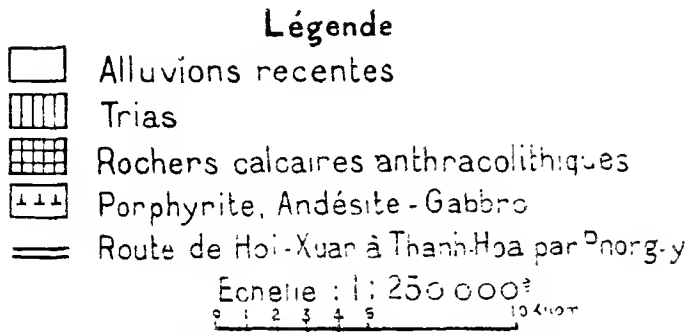 Légende
Alluvions recentes
Trias
Rochers calcaires anthracolithiques
Porphyrite, Andésite - Gabbro
Route de Hoi-Xuan à Thanh-Hoa par
Echelle : 1 : 250 000
0 1 2 3 4 5 10